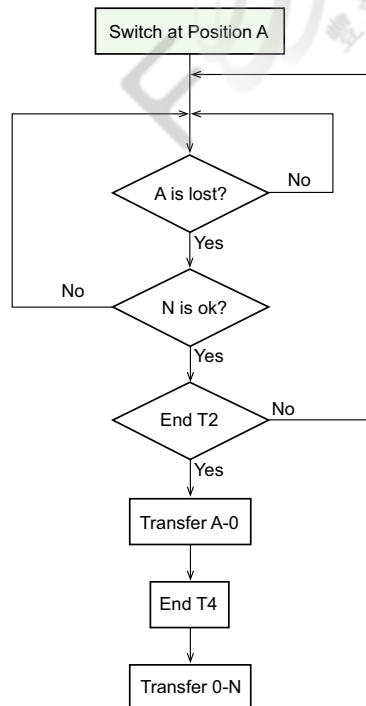 Switch at Position A
A is lost?
No
Yes
No
N is ok?
Yes
End T2
No
Yes
Transfer A-0
End T4
Transfer 0-N